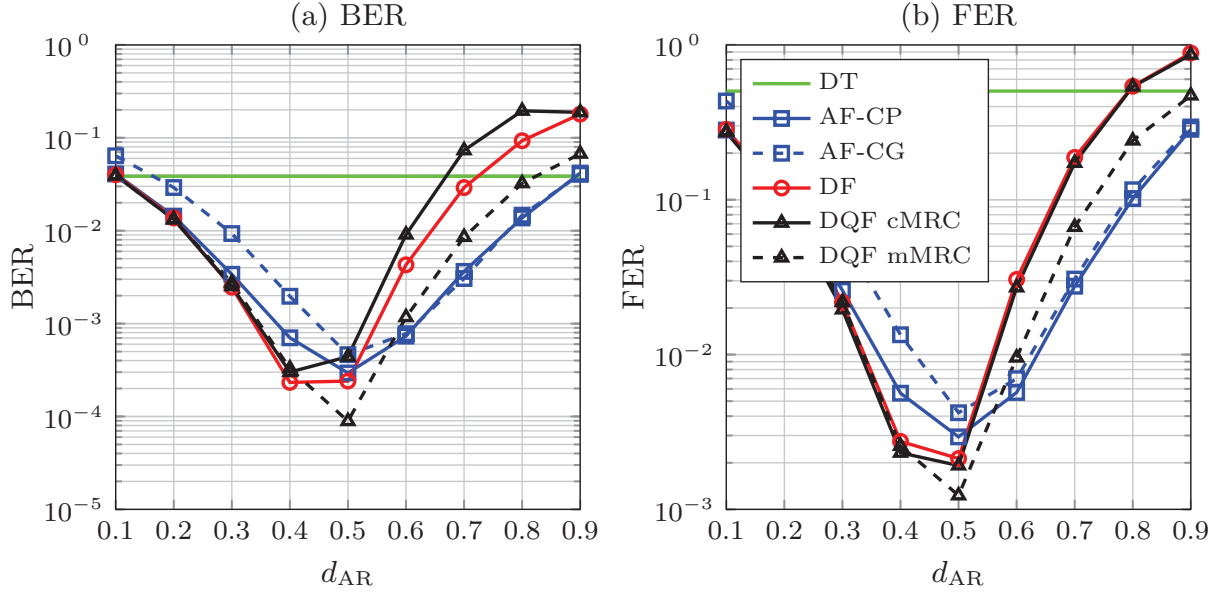 (a) BER
10^0
10^-1
10^-2
10^-3
10^-4
10^-5
BER
0.1 0.2 0.3 0.4 0.5 0.6 0.7 0.8 0.9
d_AR
(b) FER
10^0
10^-1
10^-2
10^-3
FER
DT
AF-CP
AF-CG
DF
DQF cMRC
DQF mMRC
0.1 0.2 0.3 0.4 0.5 0.6 0.7 0.8 0.9
d_AR